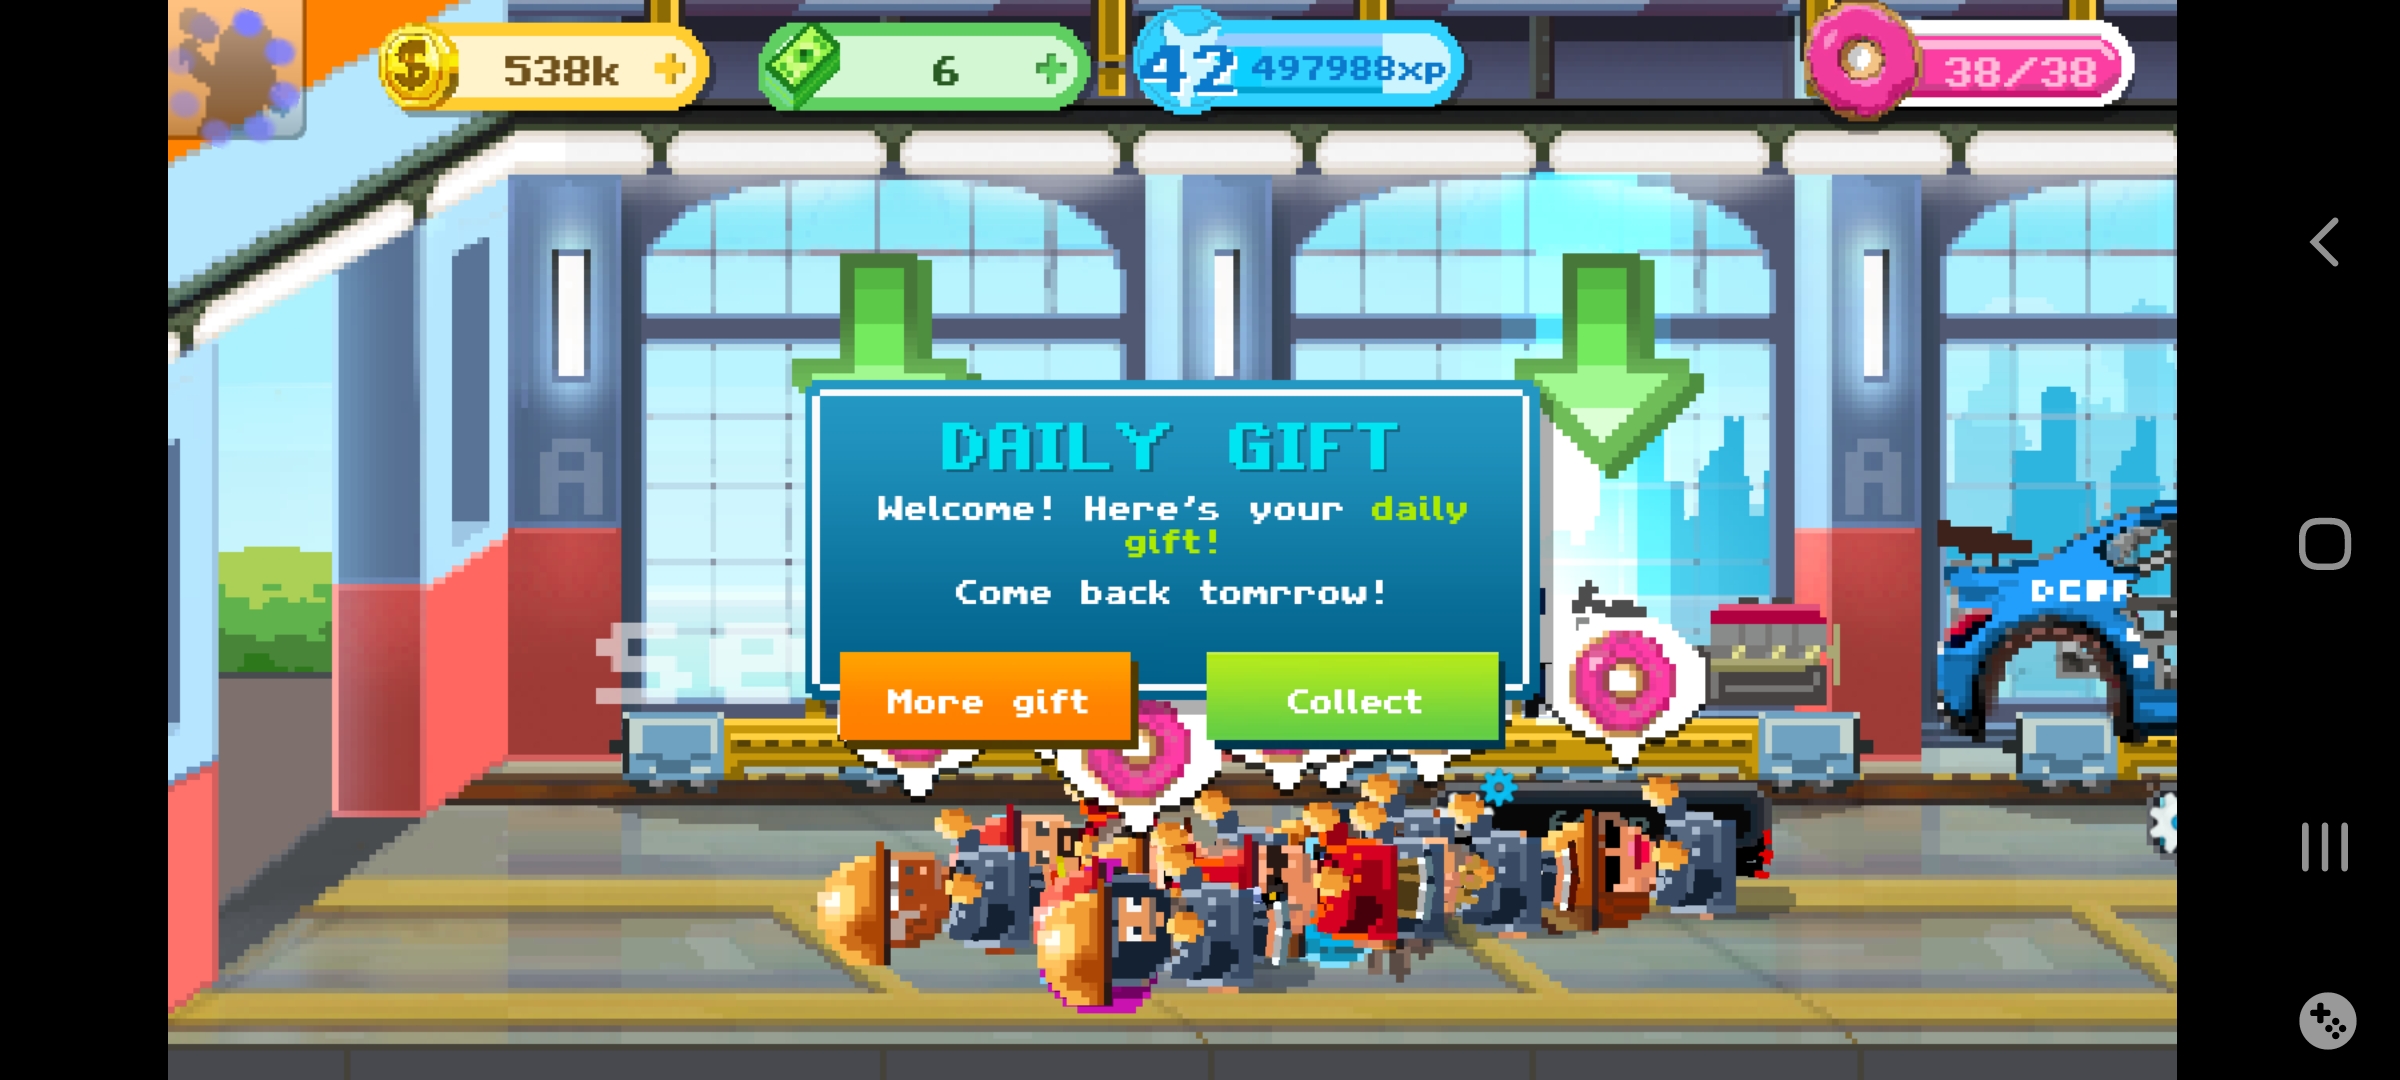 538k
6
42 497988xp
38/38
A
A
DAILY GIFT
Welcome! Here's your daily
gift!
Come back tomrrow!
Se
More gift
Collect